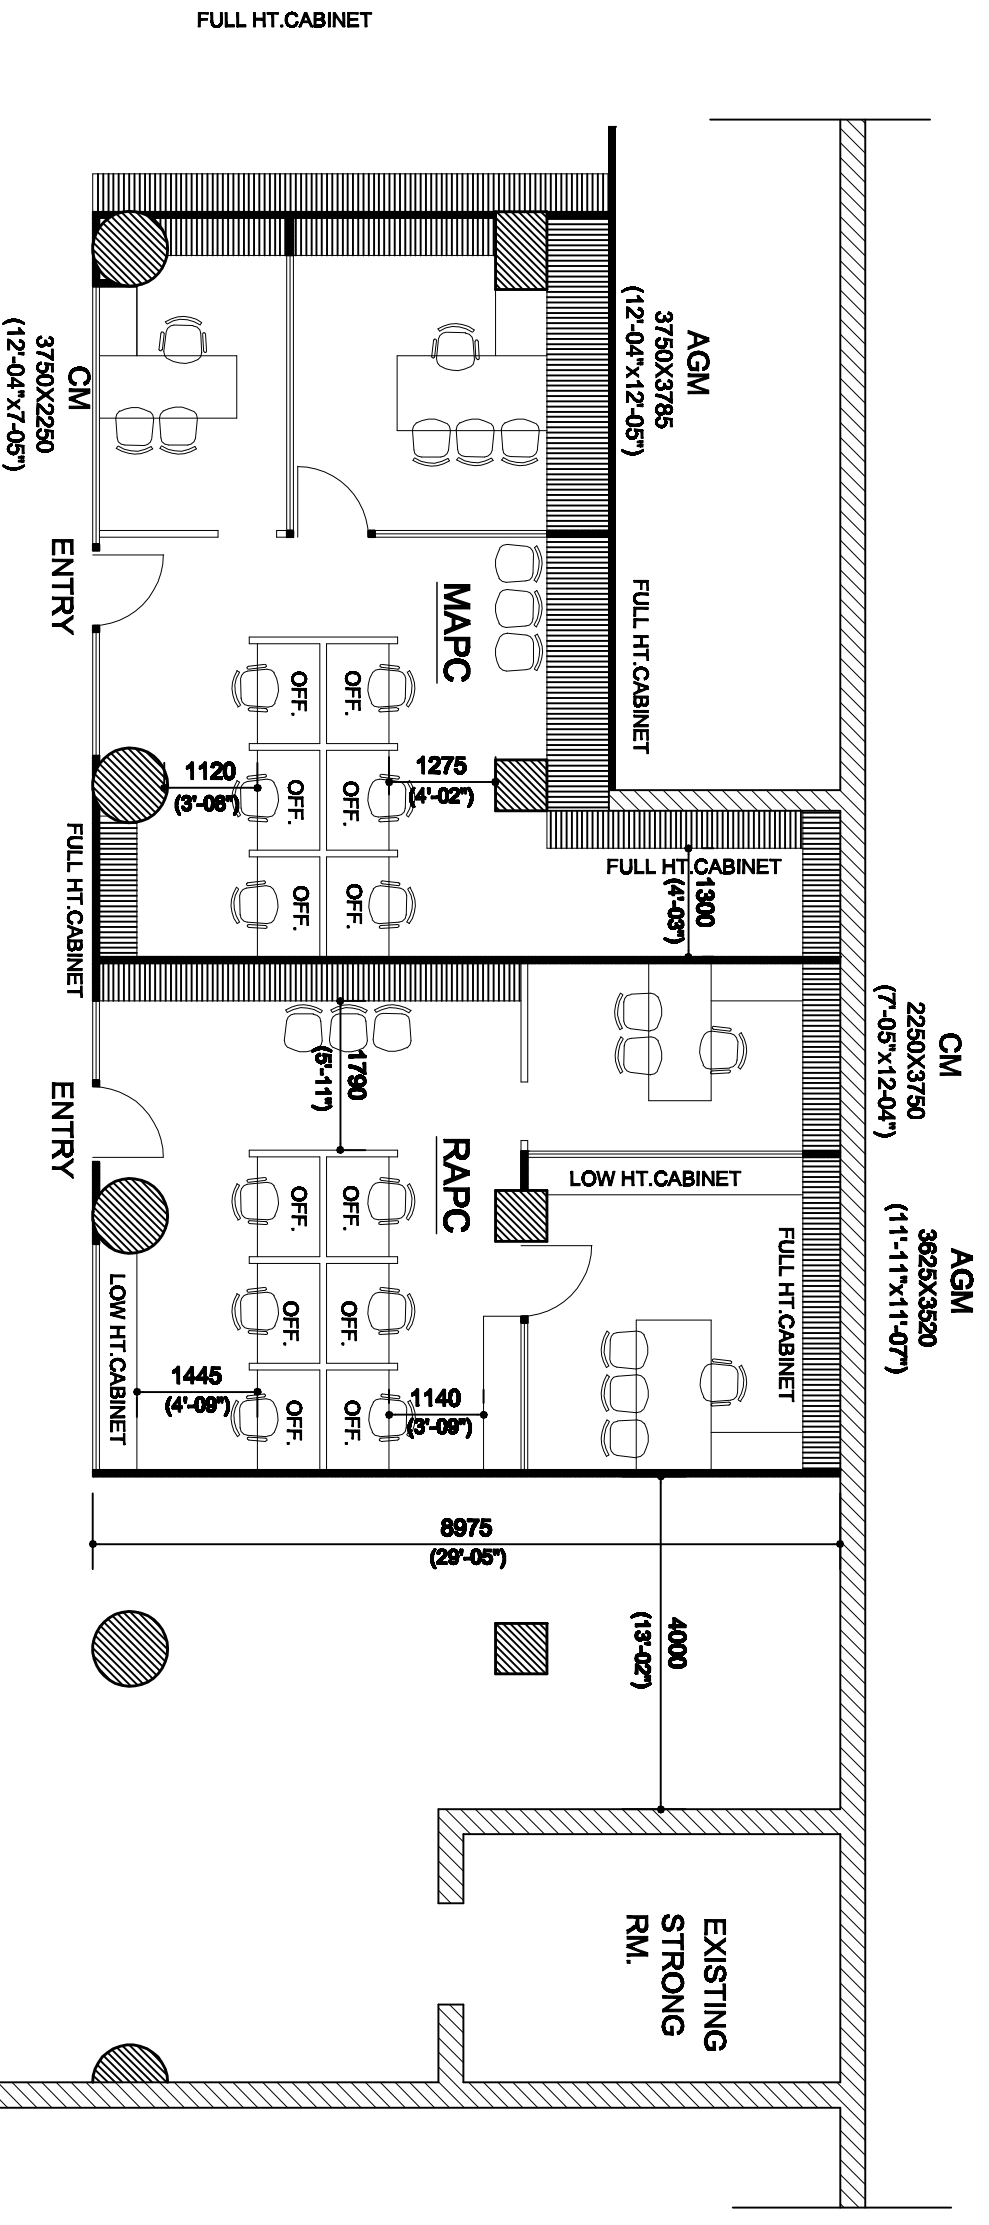 FULL HT.CABINET
AGM
3750X3785
(12'-04"x12'-05")
CM
3750X2250
(12'-04"x7-05")
ENTRY
MAPC
FULL HT.CABINET
OFF.
OFF.
OFF.
OFF.
OFF.
OFF.
1120
(3'-08")
1275
(4'-02")
FULL HT.CABINET
FULL HT.CABINET
1300
(4'-03")
CM
2250X3750
(7'-05"x12-04")
1790
(5'-11")
ENTRY
RAPC
LOW HT.CABINET
AGM
3625X3520
(11'-11"x11'-07")
FULL HT.CABINET
OFF.
OFF.
OFF.
OFF.
OFF.
OFF.
LOW HT.CABINET
1445
(4'-09")
1140
(3'-09")
8975
(29'-05")
4000
(13'-02")
EXISTING
STRONG
RM.